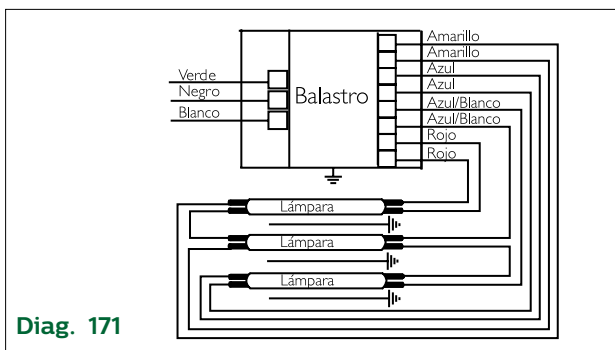 Amarillo
Amarillo
Azul
Azul
Azul/Blanco
Azul/Blanco
Rojo
Rojo
Verde
Negro
Blanco
Balastro
Lámpara
Lámpara
Lámpara
Diag. 171